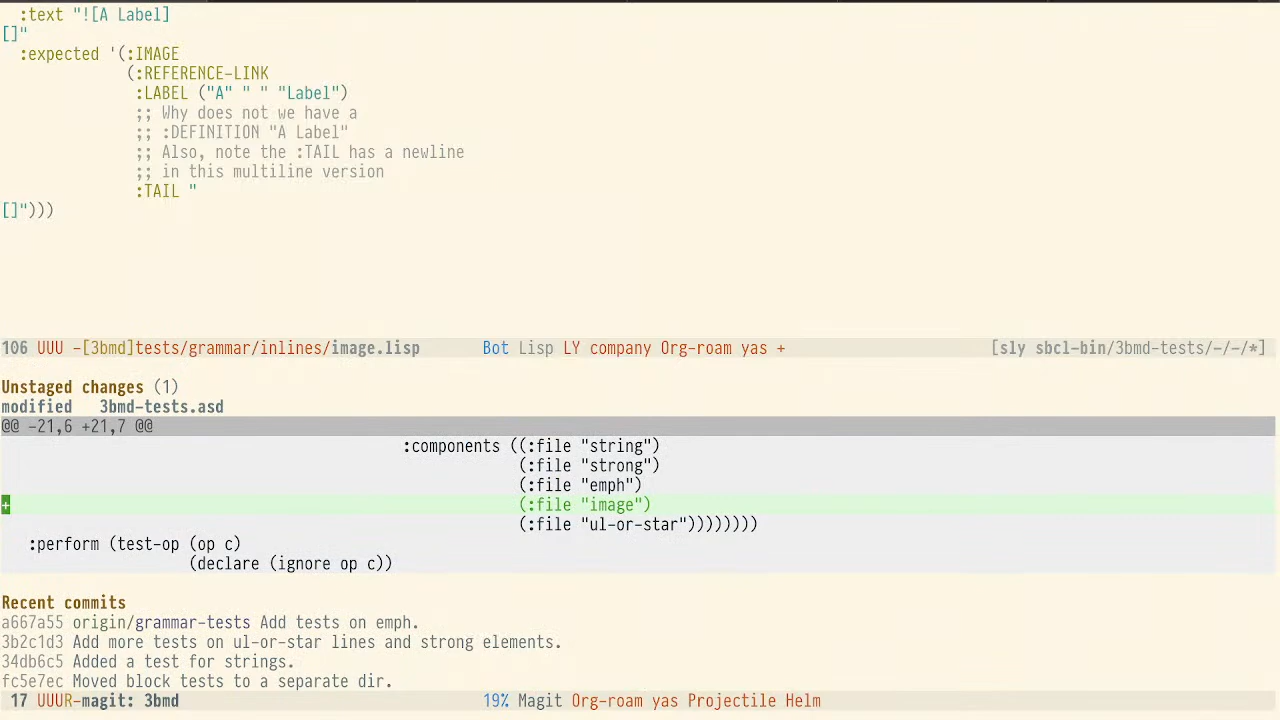 :text "![A Label]
[]"
:expected '(:IMAGE
(:REFERENCE-LINK
:LABEL ("A" " " "Label")
;; Why does not we have a
;; :DEFINITION "A Label"
;; Also, note the :TAIL has a newline
;; in this multiline version
:TAIL "
[]")))
106 UUU -[3bmd]tests/grammar/inlines/image.lisp Bot Lisp LY company Org-roam yas + [sly sbcl-bin/3bmd-tests/-/-/*]
Unstaged changes (1)
modified 3bmd-tests.asd
@@ -21,6 +21,7 @@
:components ((:file "string")
(:file "strong")
(:file "emph")
+ (:file "image")
(:file "ul-or-star"))))))))
:perform (test-op (op c)
(declare (ignore op c))
Recent commits
a667a55 origin/grammar-tests Add tests on emph.
3b2c1d3 Add more tests on ul-or-star lines and strong elements.
34db6c5 Added a test for strings.
fc5e7ec Moved block tests to a separate dir.
17 UUUR-magit: 3bmd 19% Magit Org-roam yas Projectile Helm